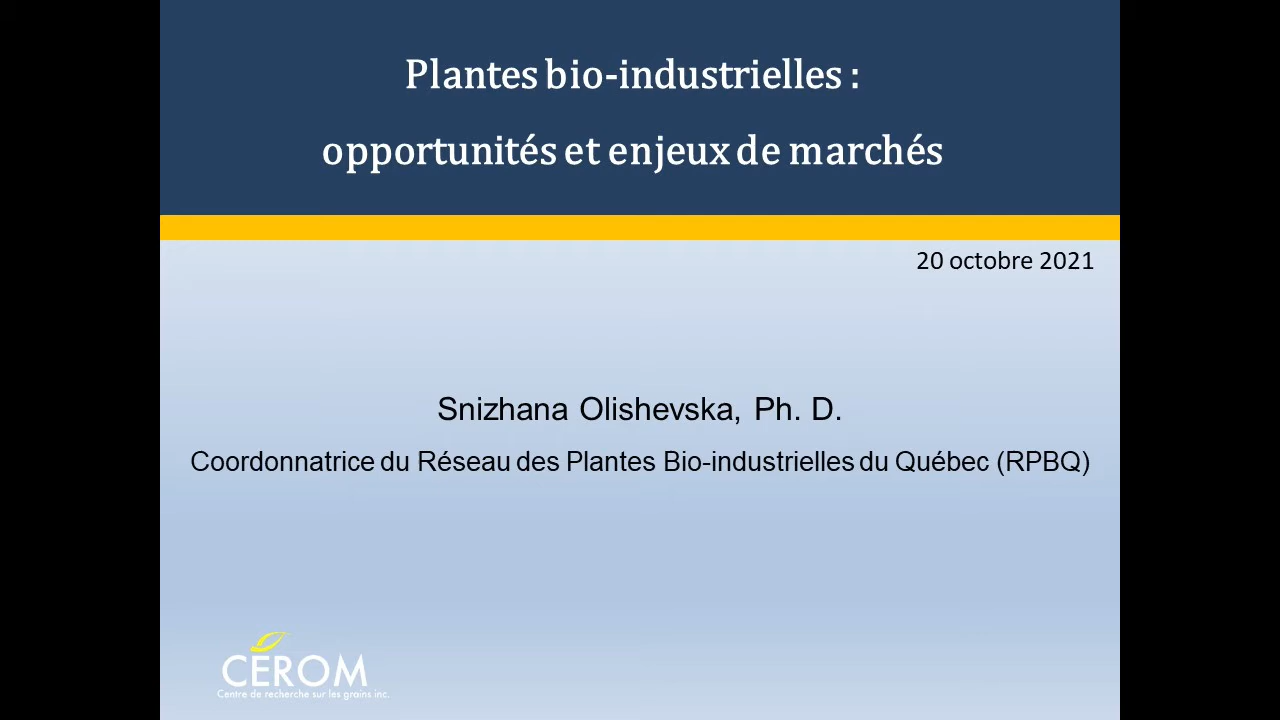 Plantes bio-industrielles :
opportunités et enjeux de marchés
20 octobre 2021
Snizhana Olishevska, Ph. D.
Coordonnatrice du Réseau des Plantes Bio-industrielles du Québec (RPBQ)
CÉROM
Centre de recherche sur les grains inc.